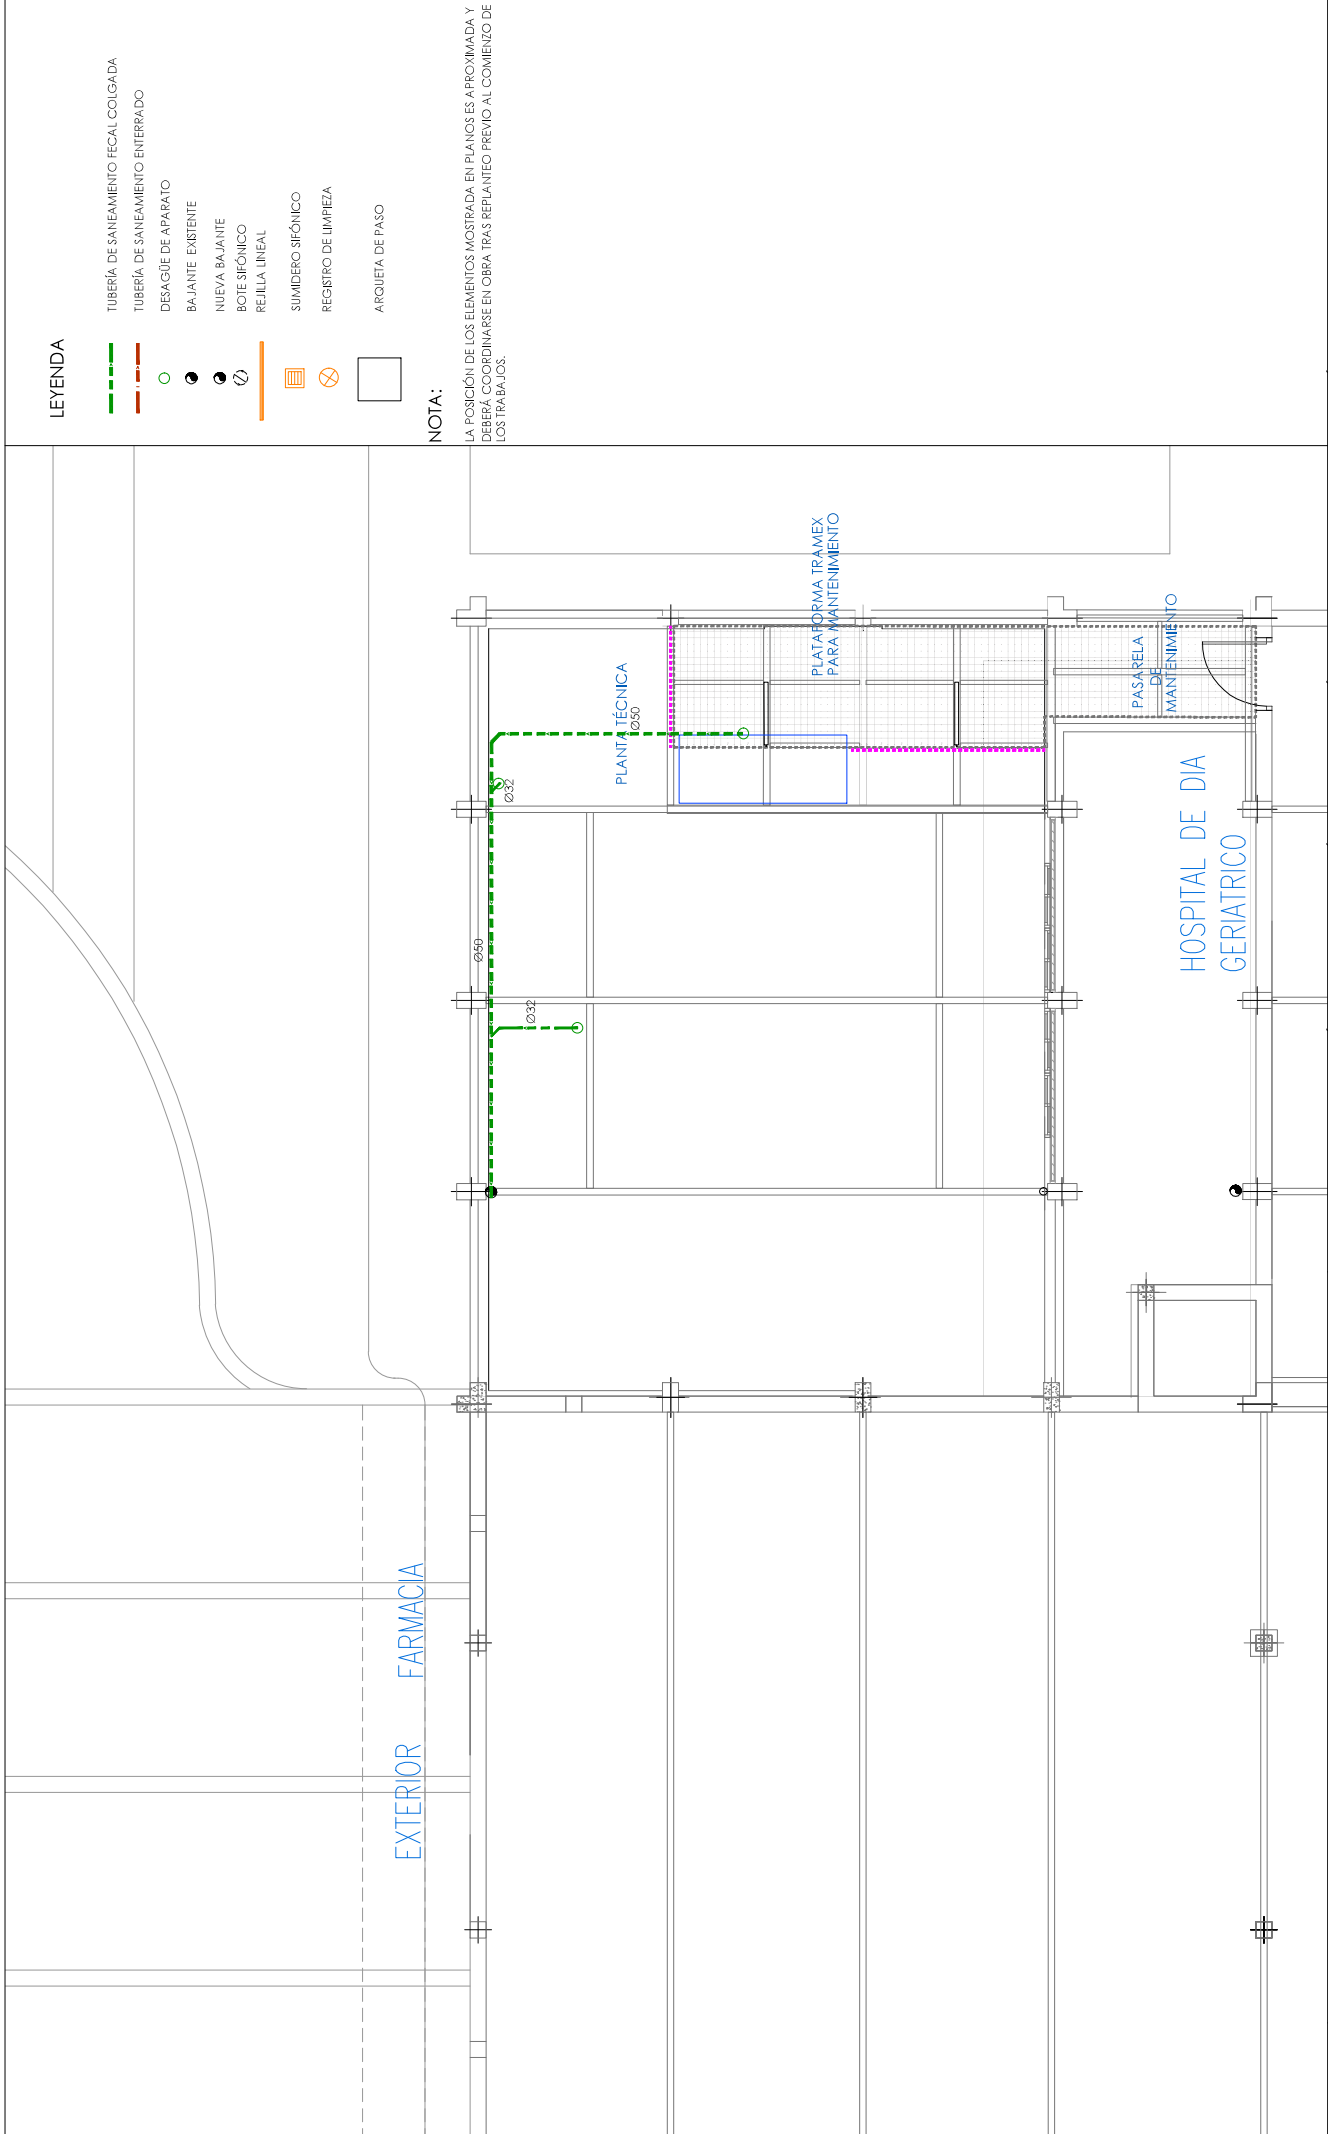 LEYENDA
TUBERÍA DE SANEAMIENTO FECAL COLGADA
TUBERÍA DE SANEAMIENTO ENTERRADO
DESAGÜE DE APARATO
BAJANTE EXISTENTE
NUEVA BAJANTE
BOTE SIFÓNICO
REJILLA LINEAL
SUMIDERO SIFÓNICO
REGISTRO DE LIMPIEZA
ARQUETA DE PASO
NOTA:
LA POSICIÓN DE LOS ELEMENTOS MOSTRADA EN PLANOS ES APROXIMADA Y
DEBERÁ COORDINARSE EN OBRA TRAS REPLANTEO PREVIO AL COMIENZO DE
LOS TRABAJOS.
PLANTA TÉCNICA
Ø50
Ø32
Ø50
Ø32
PLATAFORMA TRAMEX
PARA MANTENIMIENTO
PASARELA
DE
MANTENIMIENTO
HOSPITAL DE DIA
GERIATRICO
FARMACIA
EXTERIOR